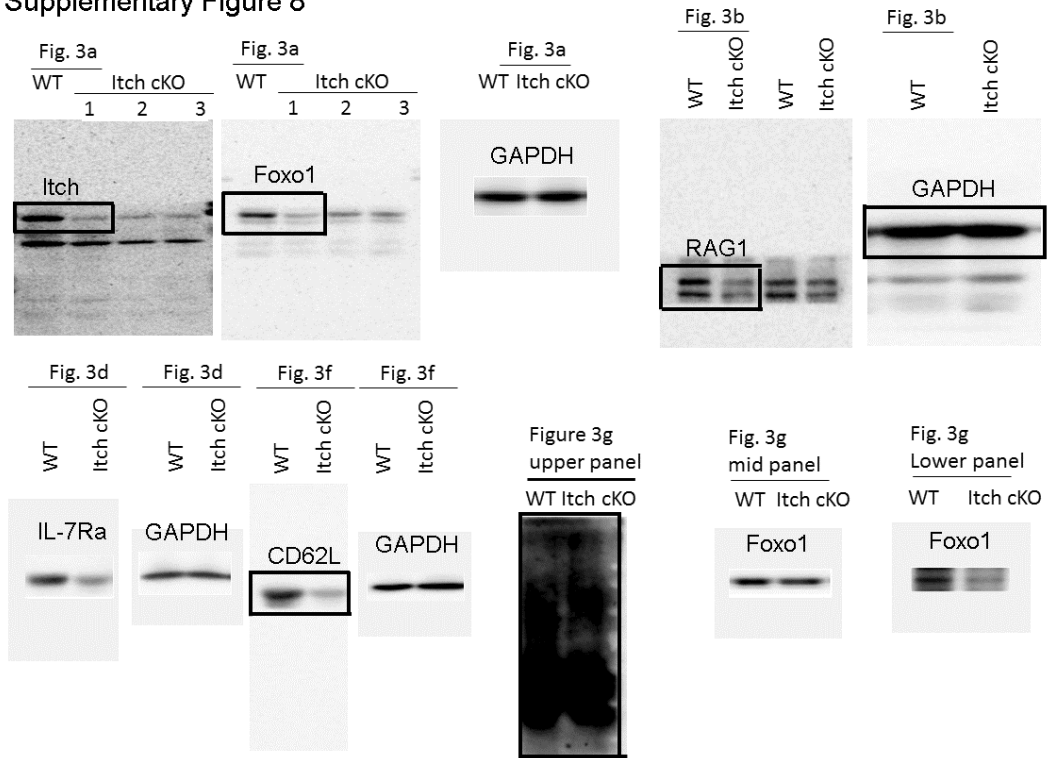 Supplementary Figure 8
Fig. 3a
WT Itch cKO
1 2 3
Itch
Fig. 3a
WT Itch cKO
1 2 3
Foxo1
Fig. 3a
WT Itch cKO
GAPDH
Fig. 3b
WT Itch cKO WT Itch cKO
RAG1
Fig. 3b
WT Itch cKO
GAPDH
Fig. 3d
WT Itch cKO
IL-7Ra
Fig. 3d
WT Itch cKO
GAPDH
Fig. 3f
WT Itch cKO
CD62L
Fig. 3f
WT Itch cKO
GAPDH
Figure 3g
upper panel
WT Itch cKO
Fig. 3g
mid panel
WT Itch cKO
Foxo1
Fig. 3g
Lower panel
WT Itch cKO
Foxo1